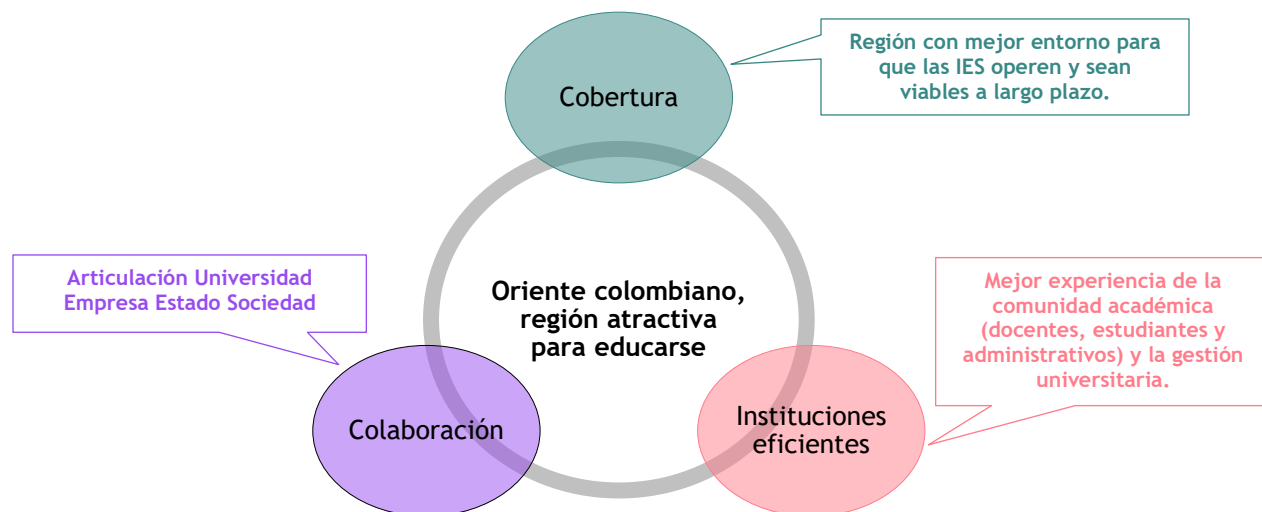 Región con mejor entorno para
que las IES operen y sean
viables a largo plazo.
Cobertura
Articulación Universidad
Empresa Estado Sociedad
Oriente colombiano,
región atractiva
para educarse
Mejor experiencia de la
comunidad académica
(docentes, estudiantes y
administrativos) y la gestión
universitaria.
Colaboración
Instituciones
eficientes